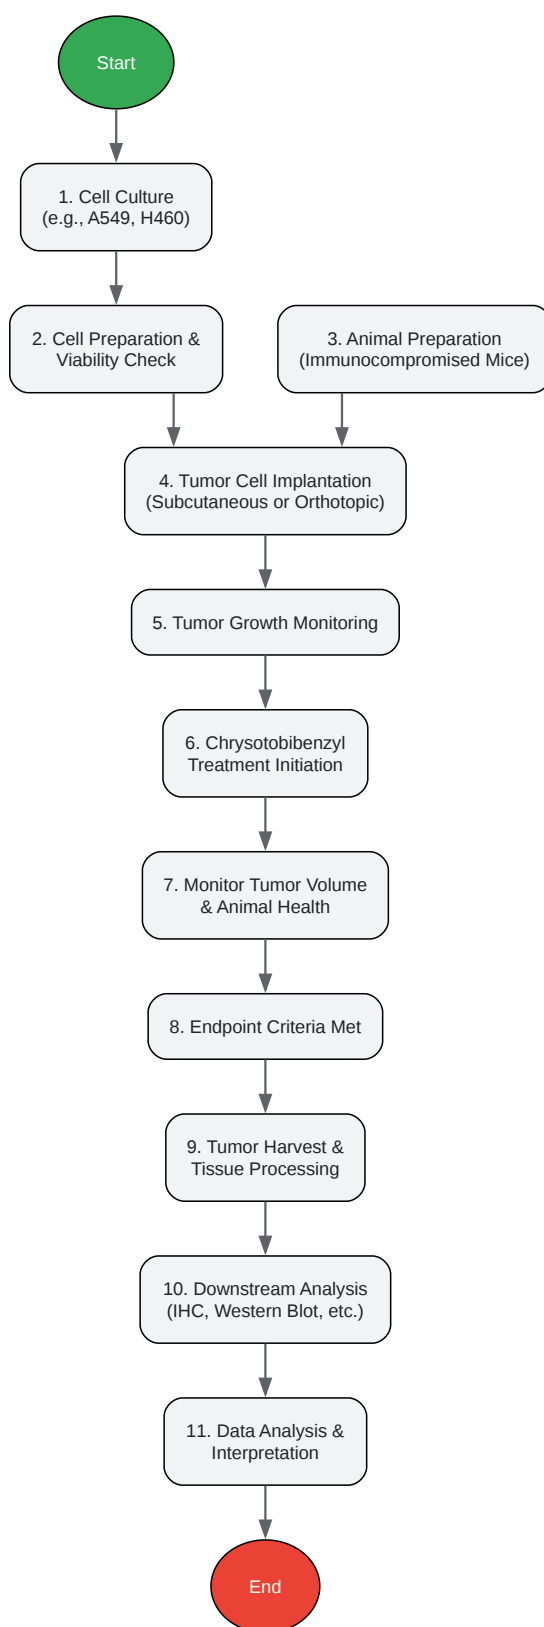 Start
1. Cell Culture
(e.g., A549, H460)
2. Cell Preparation &
Viability Check
3. Animal Preparation
(Immunocompromised Mice)
4. Tumor Cell Implantation
(Subcutaneous or Orthotopic)
5. Tumor Growth Monitoring
6. Chrysotobibenzyl
Treatment Initiation
7. Monitor Tumor Volume
& Animal Health
8. Endpoint Criteria Met
9. Tumor Harvest &
Tissue Processing
10. Downstream Analysis
(IHC, Western Blot, etc.)
11. Data Analysis &
Interpretation
End